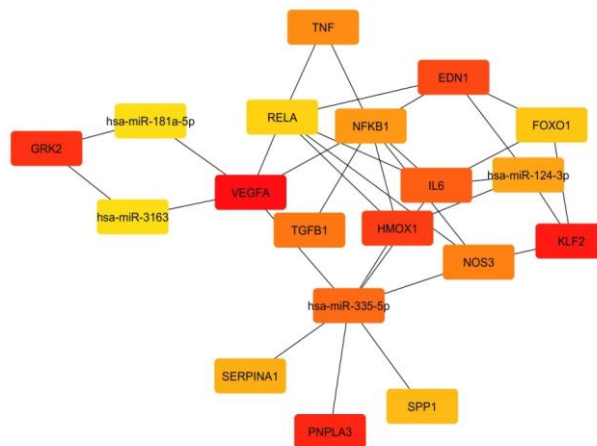 TNF
EDN1
hsa-miR-181a-5p
RELA
NFKB1
FOXO1
GRK2
hsa-miR-124-3p
VEGFA
IL6
hsa-miR-3163
TGFB1
HMOX1
KLF2
NOS3
hsa-miR-335-5p
SERPINA1
SPP1
PNPLA3